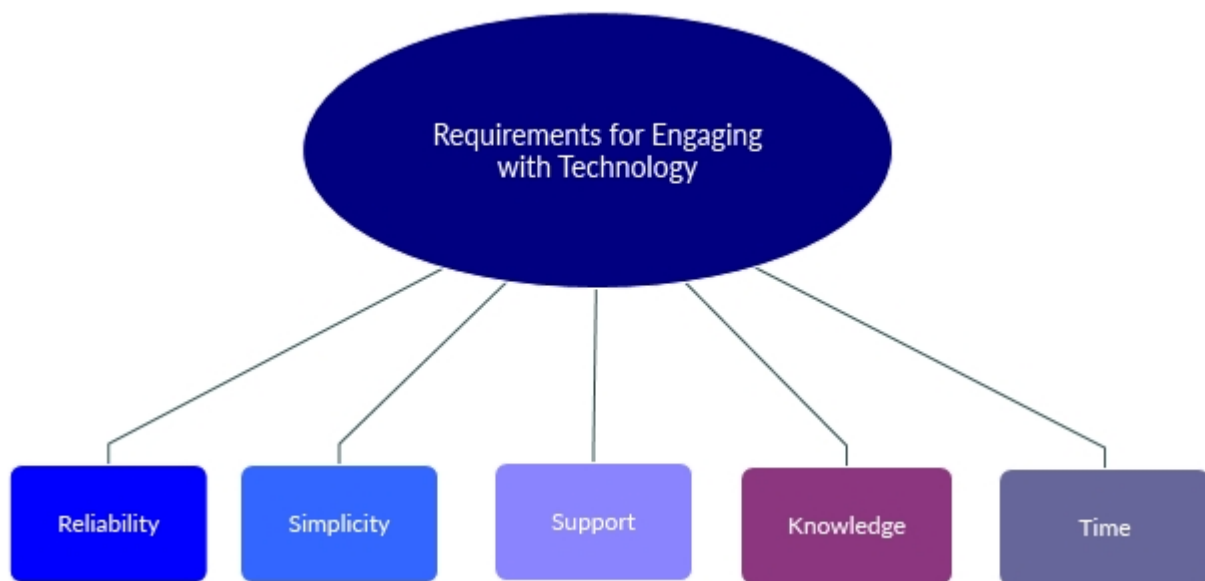 Requirements for Engaging
with Technology
Reliability
Simplicity
Support
Knowledge
Time